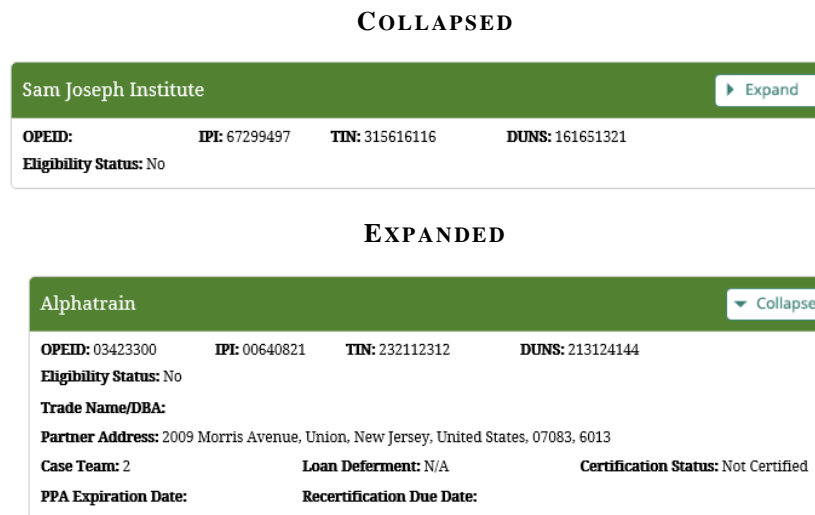 COLLAPSED
Sam Joseph Institute Expand
OPEID: IPI: 67299497 TIN: 315616116 DUNS: 161651321
Eligibility Status: No
EXPANDED
Alphatrain Collapse
OPEID: 03423300 IPI: 00640821 TIN: 232112312 DUNS: 213124144
Eligibility Status: No
Trade Name/DBA:
Partner Address: 2009 Morris Avenue, Union, New Jersey, United States, 07083, 6013
Case Team: 2 Loan Deferment: N/A Certification Status: Not Certified
PPA Expiration Date: Recertification Due Date: